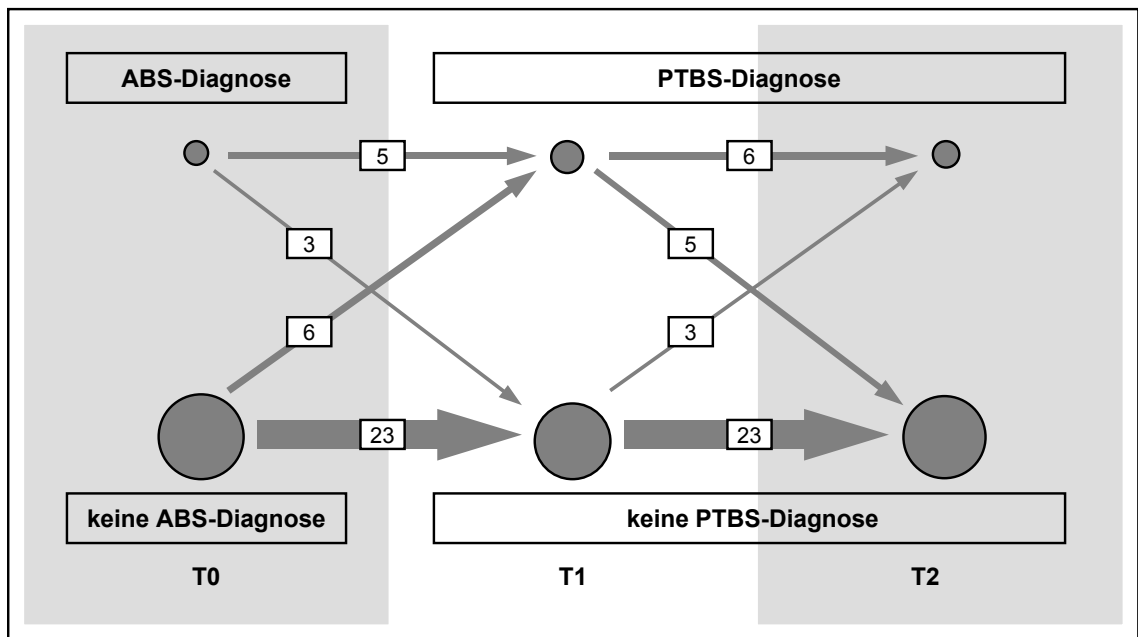 ABS-Diagnose
PTBS-Diagnose
5
6
3
5
6
3
23
23
keine ABS-Diagnose
keine PTBS-Diagnose
T0
T1
T2